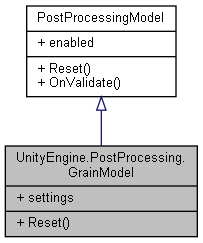 PostProcessingModel
+ enabled
+ Reset()
+ OnValidate()
UnityEngine.PostProcessing.
GrainModel
+ settings
+ Reset()